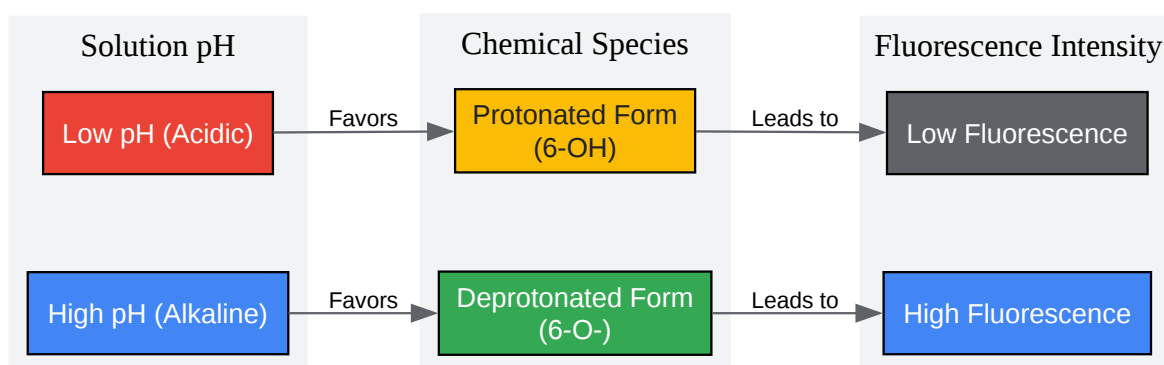 Solution pH
Chemical Species
Fluorescence Intensity
Low pH (Acidic)
Favors
Protonated Form
(6-OH)
Leads to
Low Fluorescence
High pH (Alkaline)
Favors
Deprotonated Form
(6-O-)
Leads to
High Fluorescence